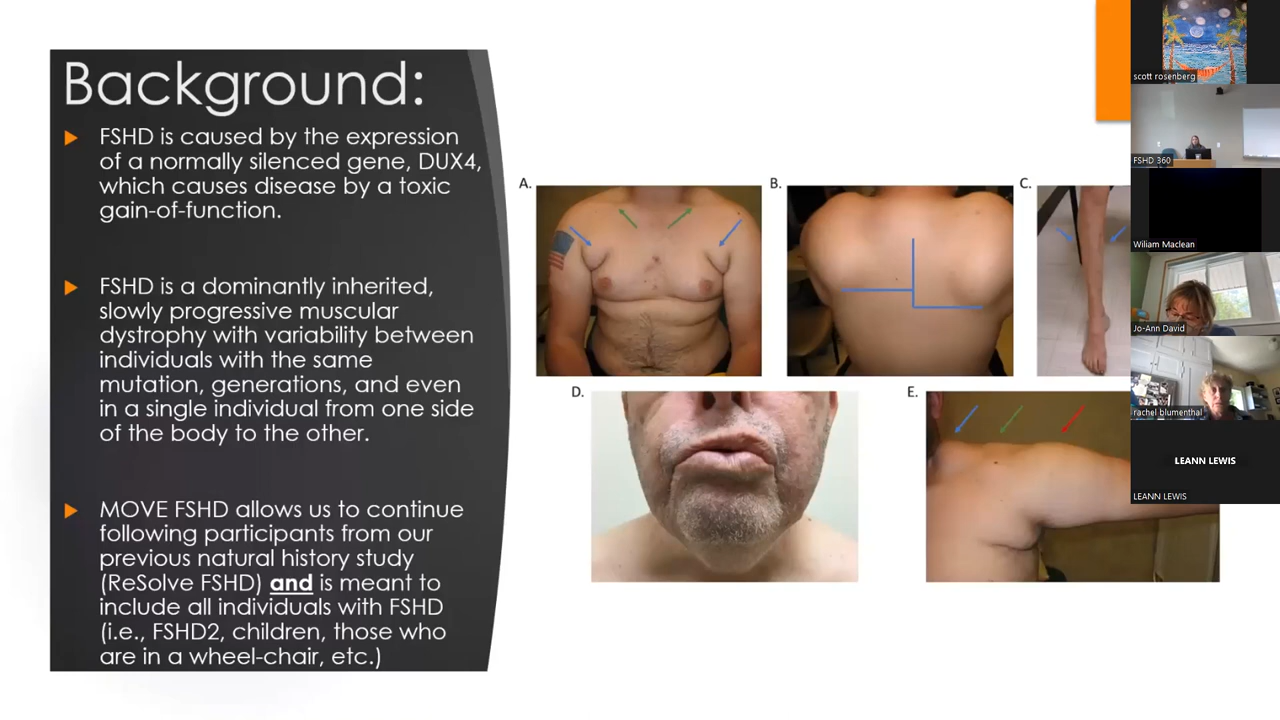 Background:
FSHD is caused by the expression
of a normally silenced gene, DUX4,
which causes disease by a toxic
gain-of-function.
FSHD is a dominantly inherited,
slowly progressive muscular
dystrophy with variability between
individuals with the same
mutation, generations, and even
in a single individual from one side
of the body to the other.
MOVE FSHD allows us to continue
following participants from our
previous natural history study
(ReSolve FSHD) and is meant to
include all individuals with FSHD
(i.e., FSHD2, children, those who
are in a wheel-chair, etc.)
A.
B.
C.
D.
E.
scott rosenberg
FSHD 360
Wiliam Maclean
Jo-Ann David
rachel blumenthal
LEANN LEWIS
LEANN LEWIS